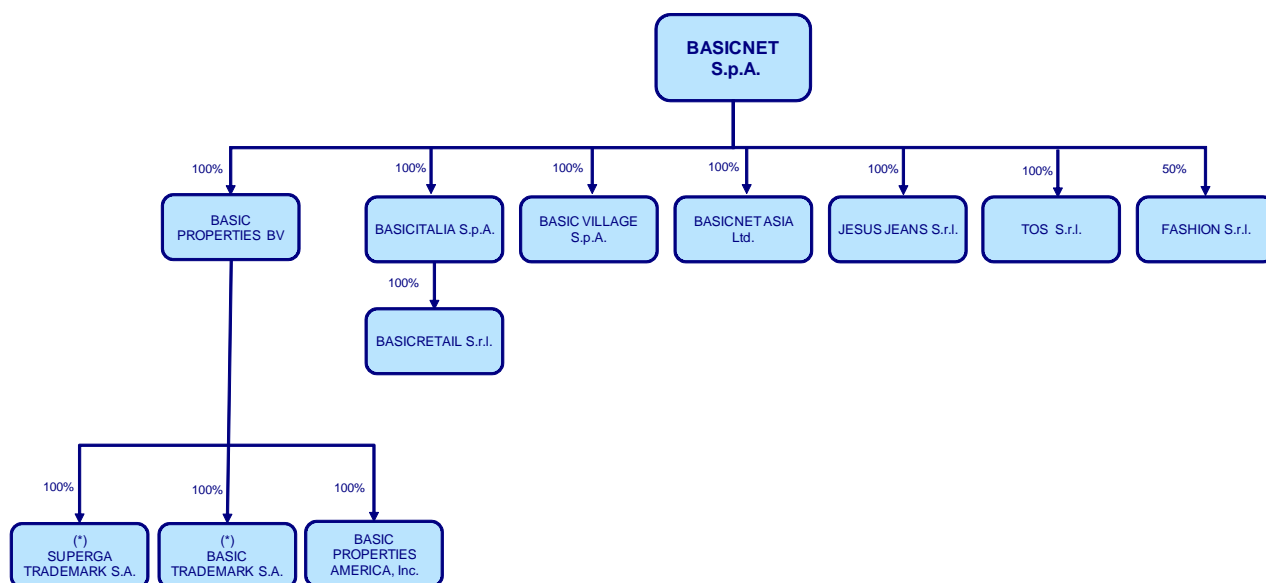 BASICNET
S.p.A.
100%
100%
100%
100%
100%
100%
50%
BASIC
PROPERTIES BV
BASICITALIA S.p.A.
BASIC VILLAGE
S.p.A.
BASICNET ASIA
Ltd.
JESUS JEANS S.r.l.
TOS S.r.l.
FASHION S.r.l.
100%
BASICRETAIL S.r.l.
100%
100%
100%
(*)
SUPERGA
TRADEMARK S.A.
(*)
BASIC
TRADEMARK S.A.
BASIC
PROPERTIES
AMERICA, Inc.